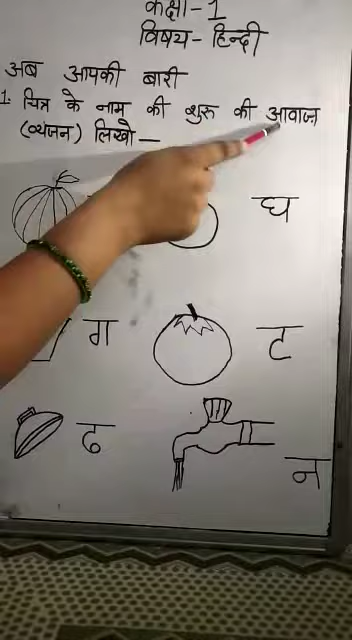 कक्षा-1
विषय- हिन्दी
अब आपकी बारी
1. चित्र के नाम की शुरू की आवाज़
(व्यंजन) लिखो —
घ
ग
ट
ढ
न